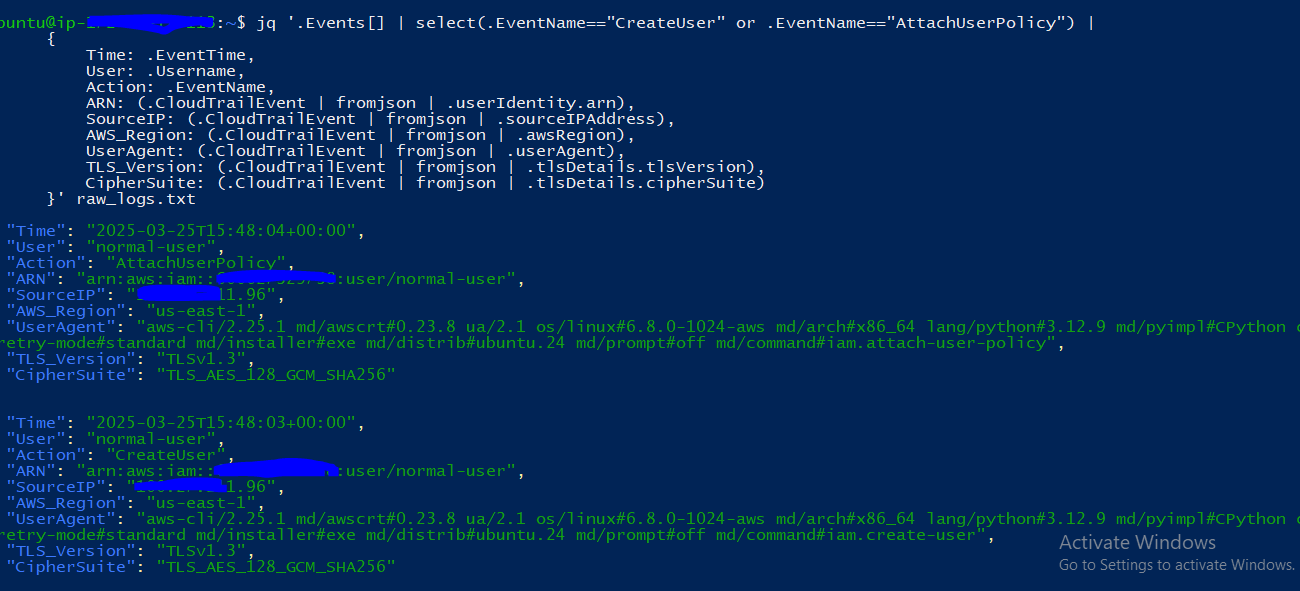 ubuntu@ip-:~$ jq '.Events[] | select(.EventName=="CreateUser" or .EventName=="AttachUserPolicy") |
{
Time: .EventTime,
User: .Username,
Action: .EventName,
ARN: (.CloudTrailEvent | fromjson | .userIdentity.arn),
SourceIP: (.CloudTrailEvent | fromjson | .sourceIPAddress),
AWS_Region: (.CloudTrailEvent | fromjson | .awsRegion),
UserAgent: (.CloudTrailEvent | fromjson | .userAgent),
TLS_Version: (.CloudTrailEvent | fromjson | .tlsDetails.tlsVersion),
CipherSuite: (.CloudTrailEvent | fromjson | .tlsDetails.cipherSuite)
}' raw_logs.txt
"Time": "2025-03-25T15:48:04+00:00",
"User": "normal-user",
"Action": "AttachUserPolicy",
"ARN": "arn:aws:iam:::user/normal-user",
"SourceIP": "1.96",
"AWS_Region": "us-east-1",
"UserAgent": "aws-cli/2.25.1 md/awscrt#0.23.8 ua/2.1 os/linux#6.8.0-1024-aws md/arch#x86_64 lang/python#3.12.9 md/pyimpl#CPython
retry-mode#standard md/installer#exe md/distrib#ubuntu.24 md/prompt#off md/command#iam.attach-user-policy",
"TLS_Version": "TLSv1.3",
"CipherSuite": "TLS_AES_128_GCM_SHA256"
"Time": "2025-03-25T15:48:03+00:00",
"User": "normal-user",
"Action": "CreateUser",
"ARN": "arn:aws:iam:::user/normal-user",
"SourceIP": "1.96",
"AWS_Region": "us-east-1",
"UserAgent": "aws-cli/2.25.1 md/awscrt#0.23.8 ua/2.1 os/linux#6.8.0-1024-aws md/arch#x86_64 lang/python#3.12.9 md/pyimpl#CPython
retry-mode#standard md/installer#exe md/distrib#ubuntu.24 md/prompt#off md/command#iam.create-user",
"TLS_Version": "TLSv1.3",
"CipherSuite": "TLS_AES_128_GCM_SHA256"
Activate Windows
Go to Settings to activate Windows.